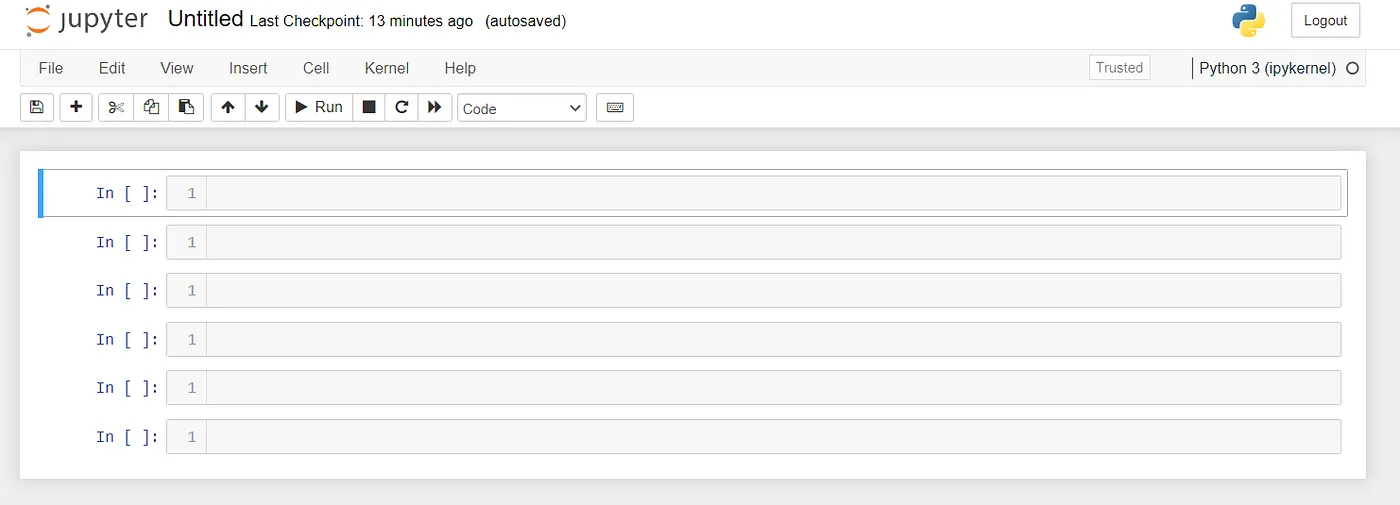 jupyter Untitled Last Checkpoint: 13 minutes ago (autosaved) Logout
File Edit View Insert Cell Kernel Help Trusted Python 3 (ipykernel)
Run Code
In [ ]: 1
In [ ]: 1
In [ ]: 1
In [ ]: 1
In [ ]: 1
In [ ]: 1